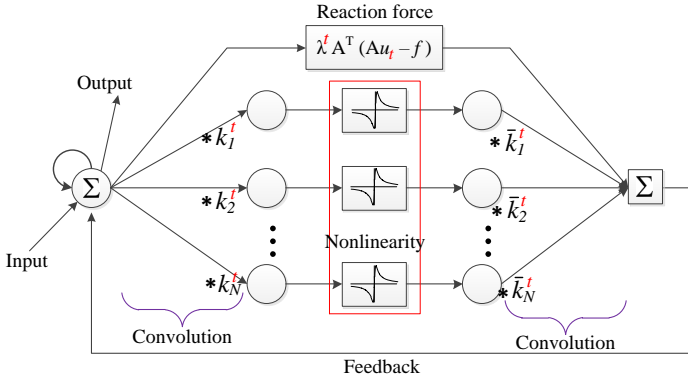 Reaction force
λ^t A^T (Au_t – f)
Output
* k_1^t
* k̄_1^t
Σ
Σ
* k_2^t
* k̄_2^t
Input
Nonlinearity
* k_N^t
* k̄_N^t
Convolution
Convolution
Feedback